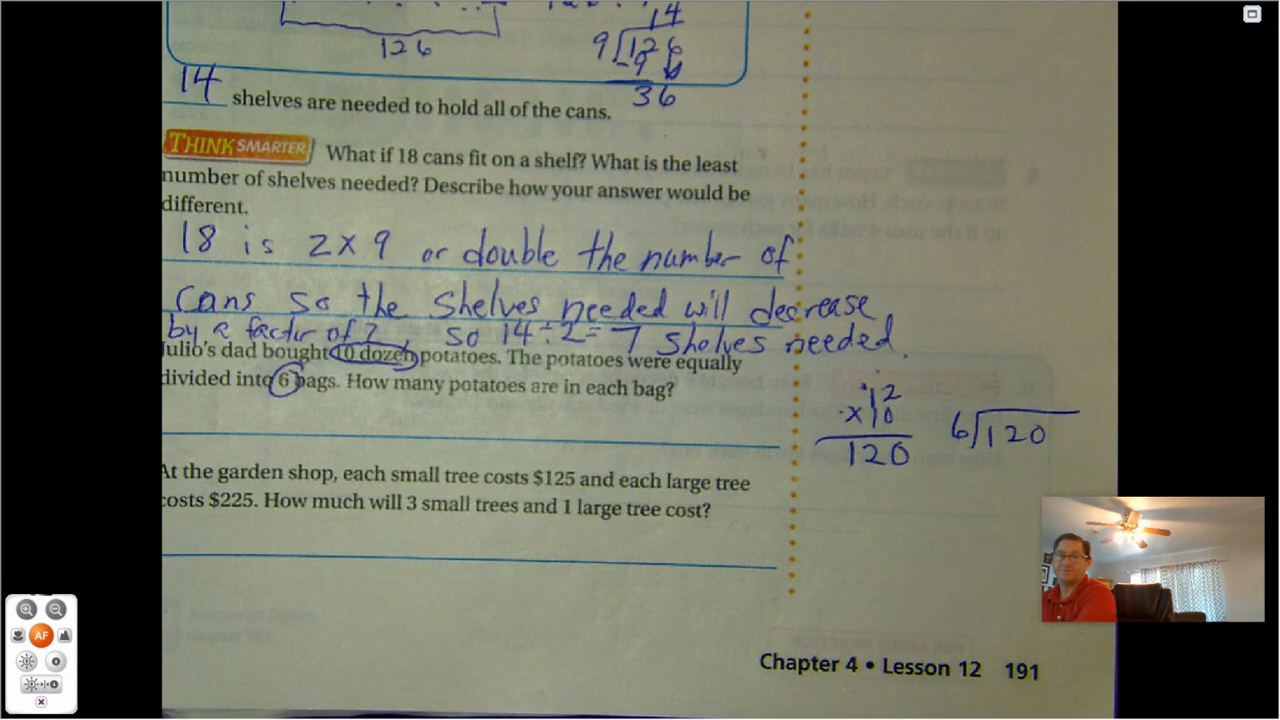 126
14
9 126
-9 6
36
14 shelves are needed to hold all of the cans.
THINK SMARTER What if 18 cans fit on a shelf? What is the least
number of shelves needed? Describe how your answer would be
different.
18 is 2 x 9 or double the number of
cans so the shelves needed will decrease
by a factor of 2, so 14 ÷ 2 = 7 shelves needed.
Julio's dad bought 10 dozen potatoes. The potatoes were equally
divided into 6 bags. How many potatoes are in each bag?
12
x 10
120
6 120
At the garden shop, each small tree costs $125 and each large tree
costs $225. How much will 3 small trees and 1 large tree cost?
AF
Chapter 4 • Lesson 12 191